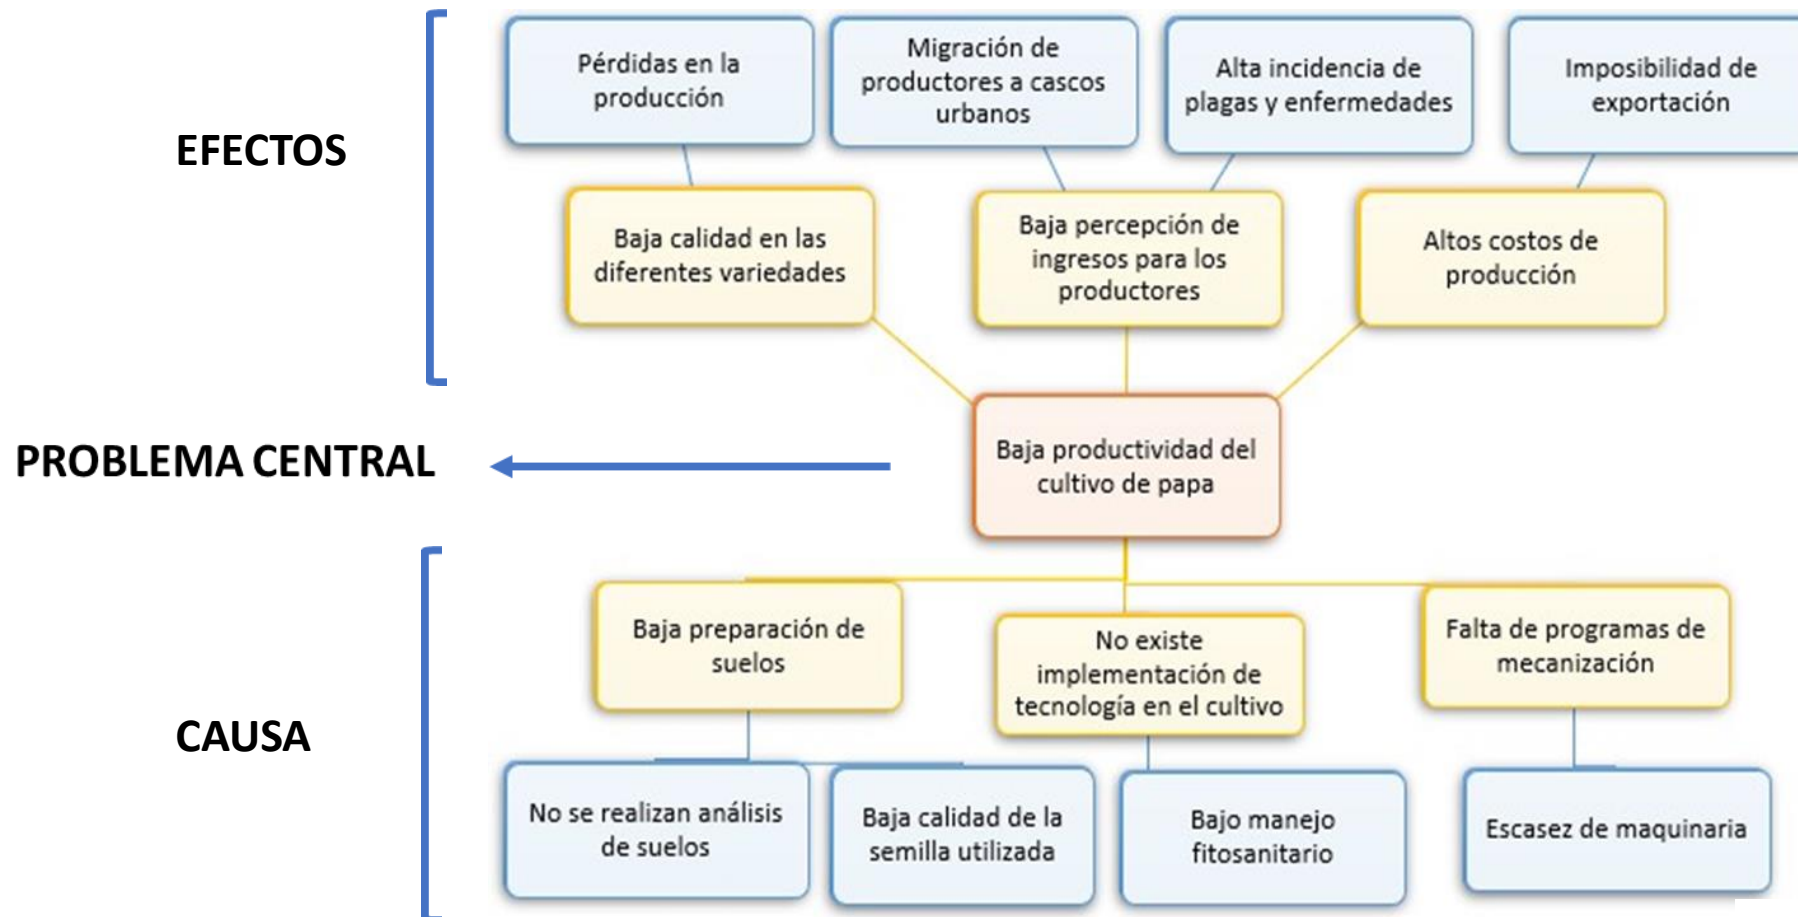 EFECTOS
Pérdidas en la
producción
Migración de
productores a cascos
urbanos
Alta incidencia de
plagas y enfermedades
Imposibilidad de
exportación
Baja calidad en las
diferentes variedades
Baja percepción de
ingresos para los
productores
Altos costos de
producción
PROBLEMA CENTRAL
Baja productividad del
cultivo de papa
CAUSA
Baja preparación de
suelos
No existe
implementación de
tecnología en el cultivo
Falta de programas de
mecanización
No se realizan análisis
de suelos
Baja calidad de la
semilla utilizada
Bajo manejo
fitosanitario
Escasez de maquinaria